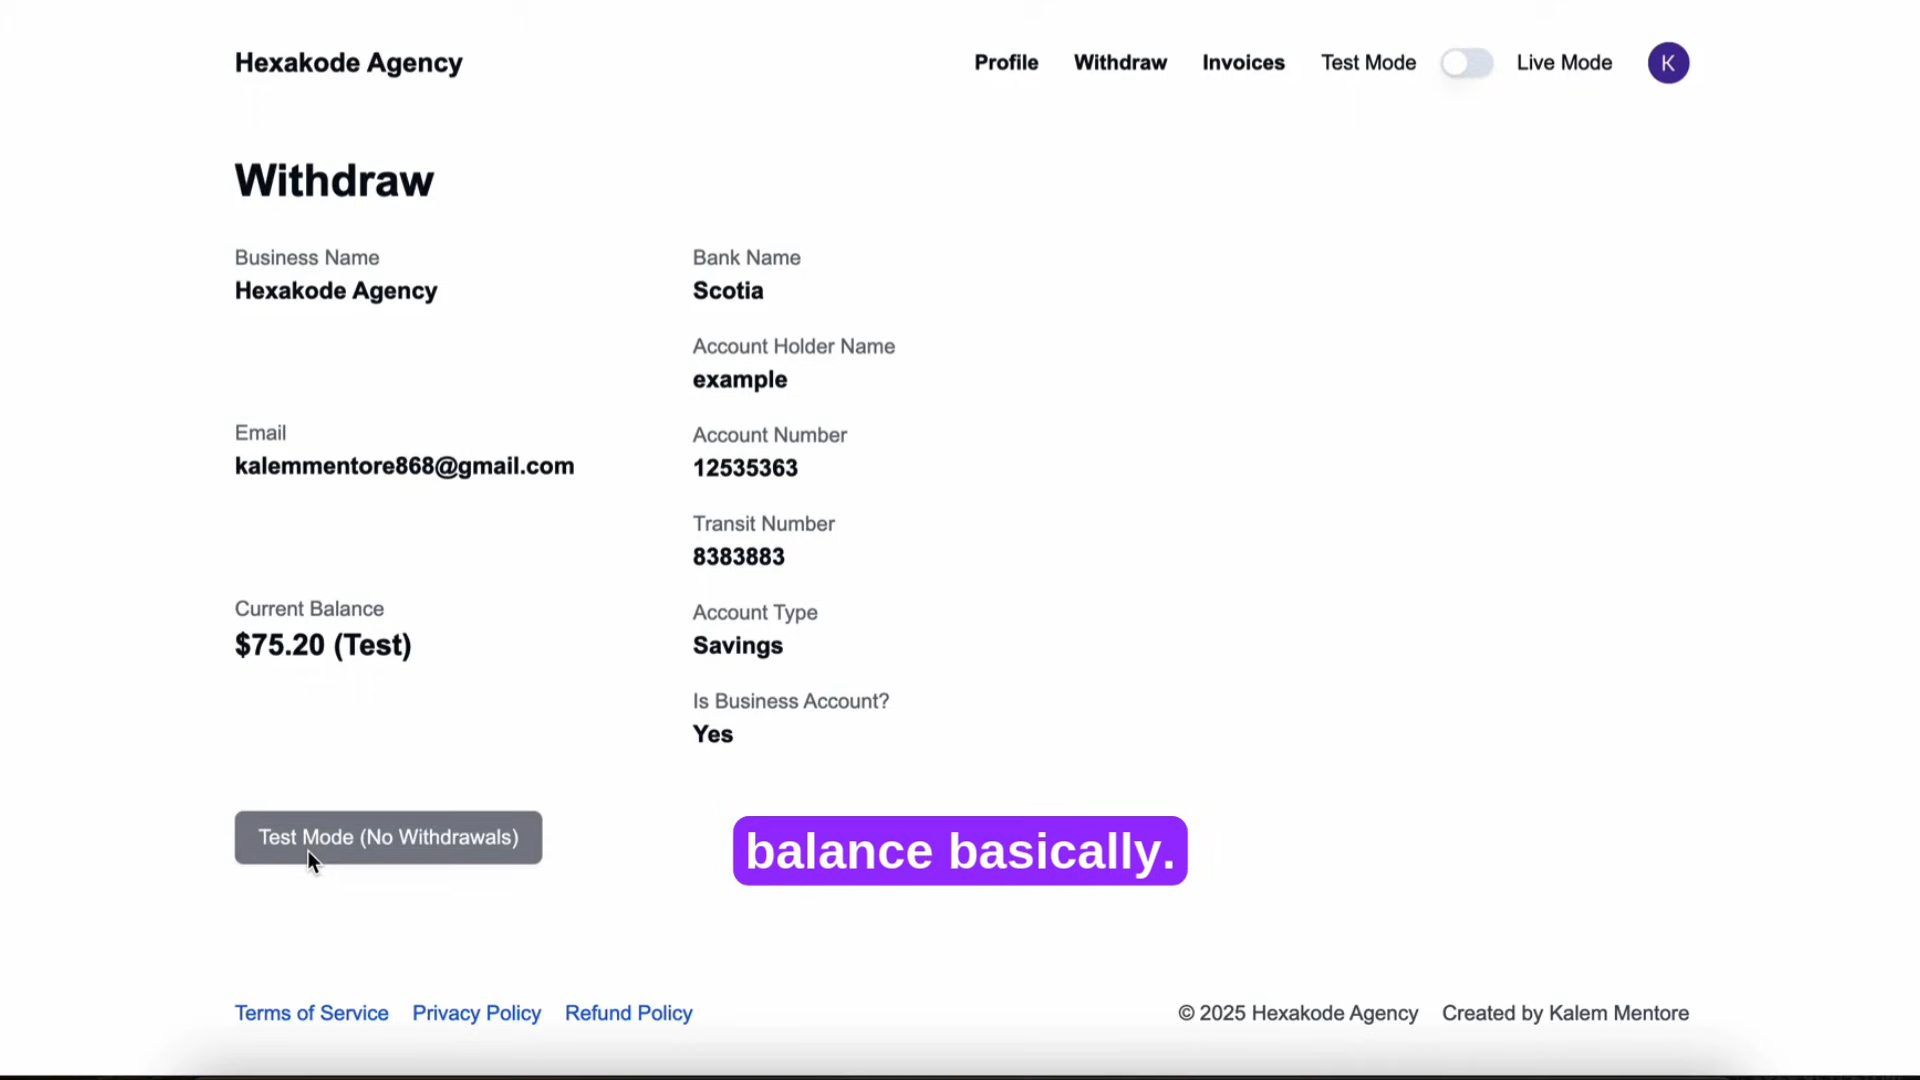 Hexakode Agency
Profile Withdraw Invoices Test Mode Live Mode K
Withdraw
Business Name
Hexakode Agency
Email
kalemmentore868@gmail.com
Current Balance
$75.20 (Test)
Bank Name
Scotia
Account Holder Name
example
Account Number
12535363
Transit Number
8383883
Account Type
Savings
Is Business Account?
Yes
Test Mode (No Withdrawals)
balance basically.
Terms of Service Privacy Policy Refund Policy
© 2025 Hexakode Agency Created by Kalem Mentore